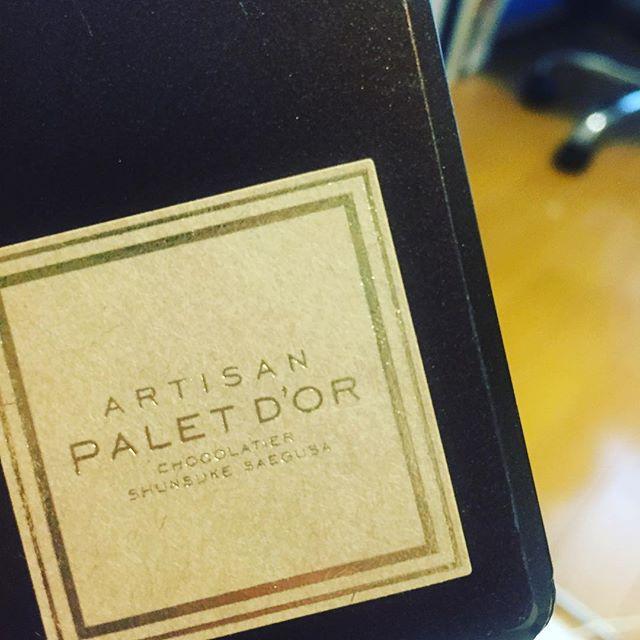 ARTISAN
PALET D'OR
CHOCOLATIER
SHUNSUKE SAEGUSA